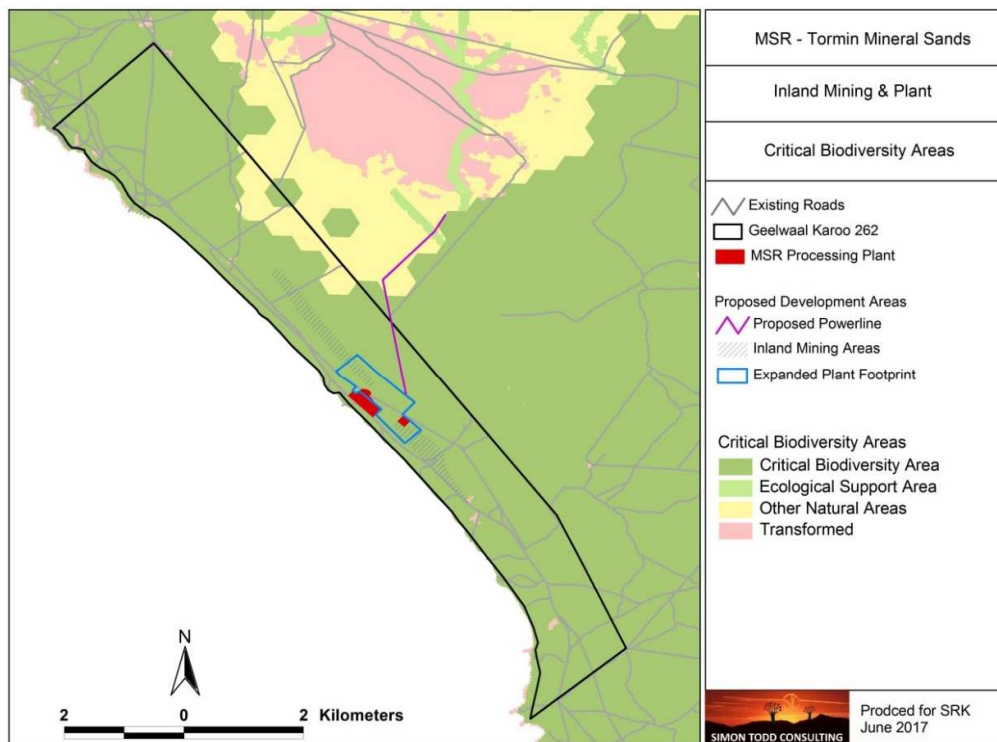 MSR - Tormin Mineral Sands
Inland Mining & Plant
Critical Biodiversity Areas
Existing Roads
Geelwaal Karoo 262
MSR Processing Plant
Proposed Development Areas
Proposed Powerline
Inland Mining Areas
Expanded Plant Footprint
Critical Biodiversity Areas
Critical Biodiversity Area
Ecological Support Area
Other Natural Areas
Transformed
N
2 0 2 Kilometers
SIMON TODD CONSULTING
Prodced for SRK
June 2017